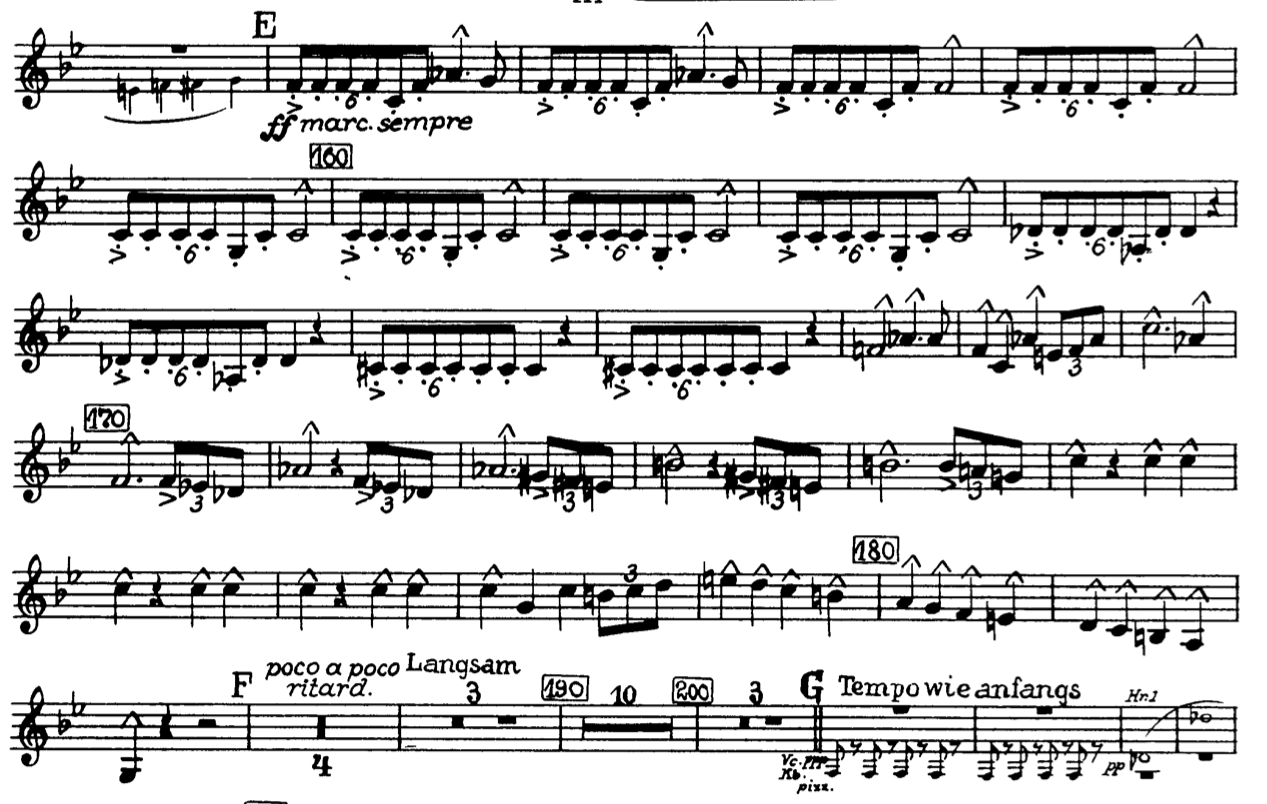 E
6 6 6 6
ff marc. sempre
160
6 6 6 6 6
6 6 6 3
170
3 3 3 3 3
180
3
F poco a poco ritard. Langsam 3 190 10 200 3 G Tempo wie anfangs Hr.1
4 Vc. ppp pp
Kb.
pizz.